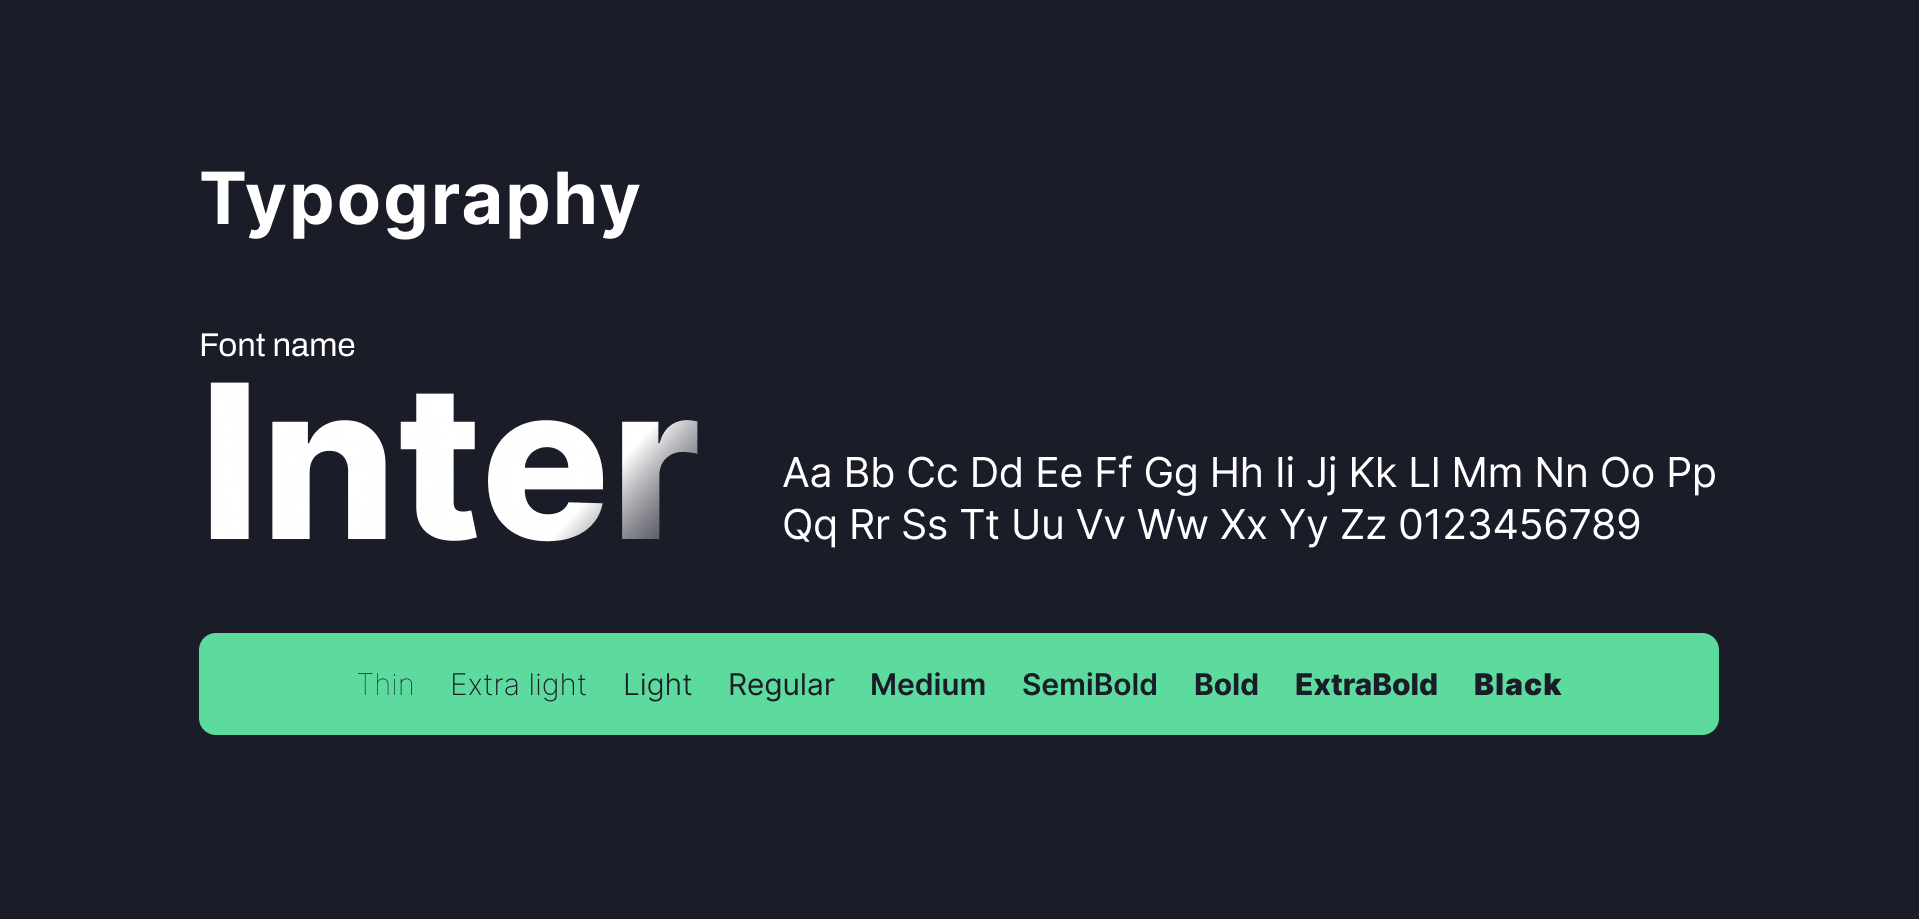 Typography
Font name
Inter
Aa Bb Cc Dd Ee Ff Gg Hh Ii Jj Kk Ll Mm Nn Oo Pp
Qq Rr Ss Tt Uu Vv Ww Xx Yy Zz 0123456789
Thin Extra light Light Regular Medium SemiBold Bold ExtraBold Black